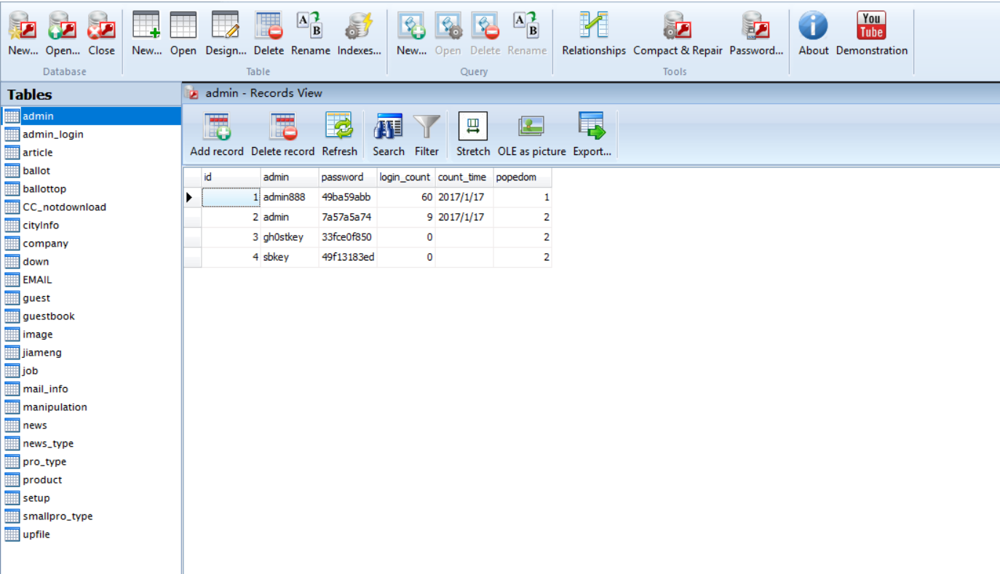 New... Open... Close New... Open Design... Delete Rename Indexes... New... Open Delete Rename Relationships Compact & Repair Password... About Demonstration
Database Table Query Tools
You
Tube
A
B
A
B
Tables
admin - Records View
admin
admin_login
article
ballot
ballottop
CC_notdownload
cityInfo
company
down
EMAIL
guest
guestbook
image
jiameng
job
mail_info
manipulation
news
news_type
pro_type
product
setup
smallpro_type
upfile
Add record Delete record Refresh Search Filter Stretch OLE as picture Export...
id admin password login_count count_time popedom
1 admin888 49ba59abb 60 2017/1/17 1
2 admin 7a57a5a74 9 2017/1/17 2
3 gh0stkey 33fce0f850 0 2
4 sbkey 49f13183ed 0 2